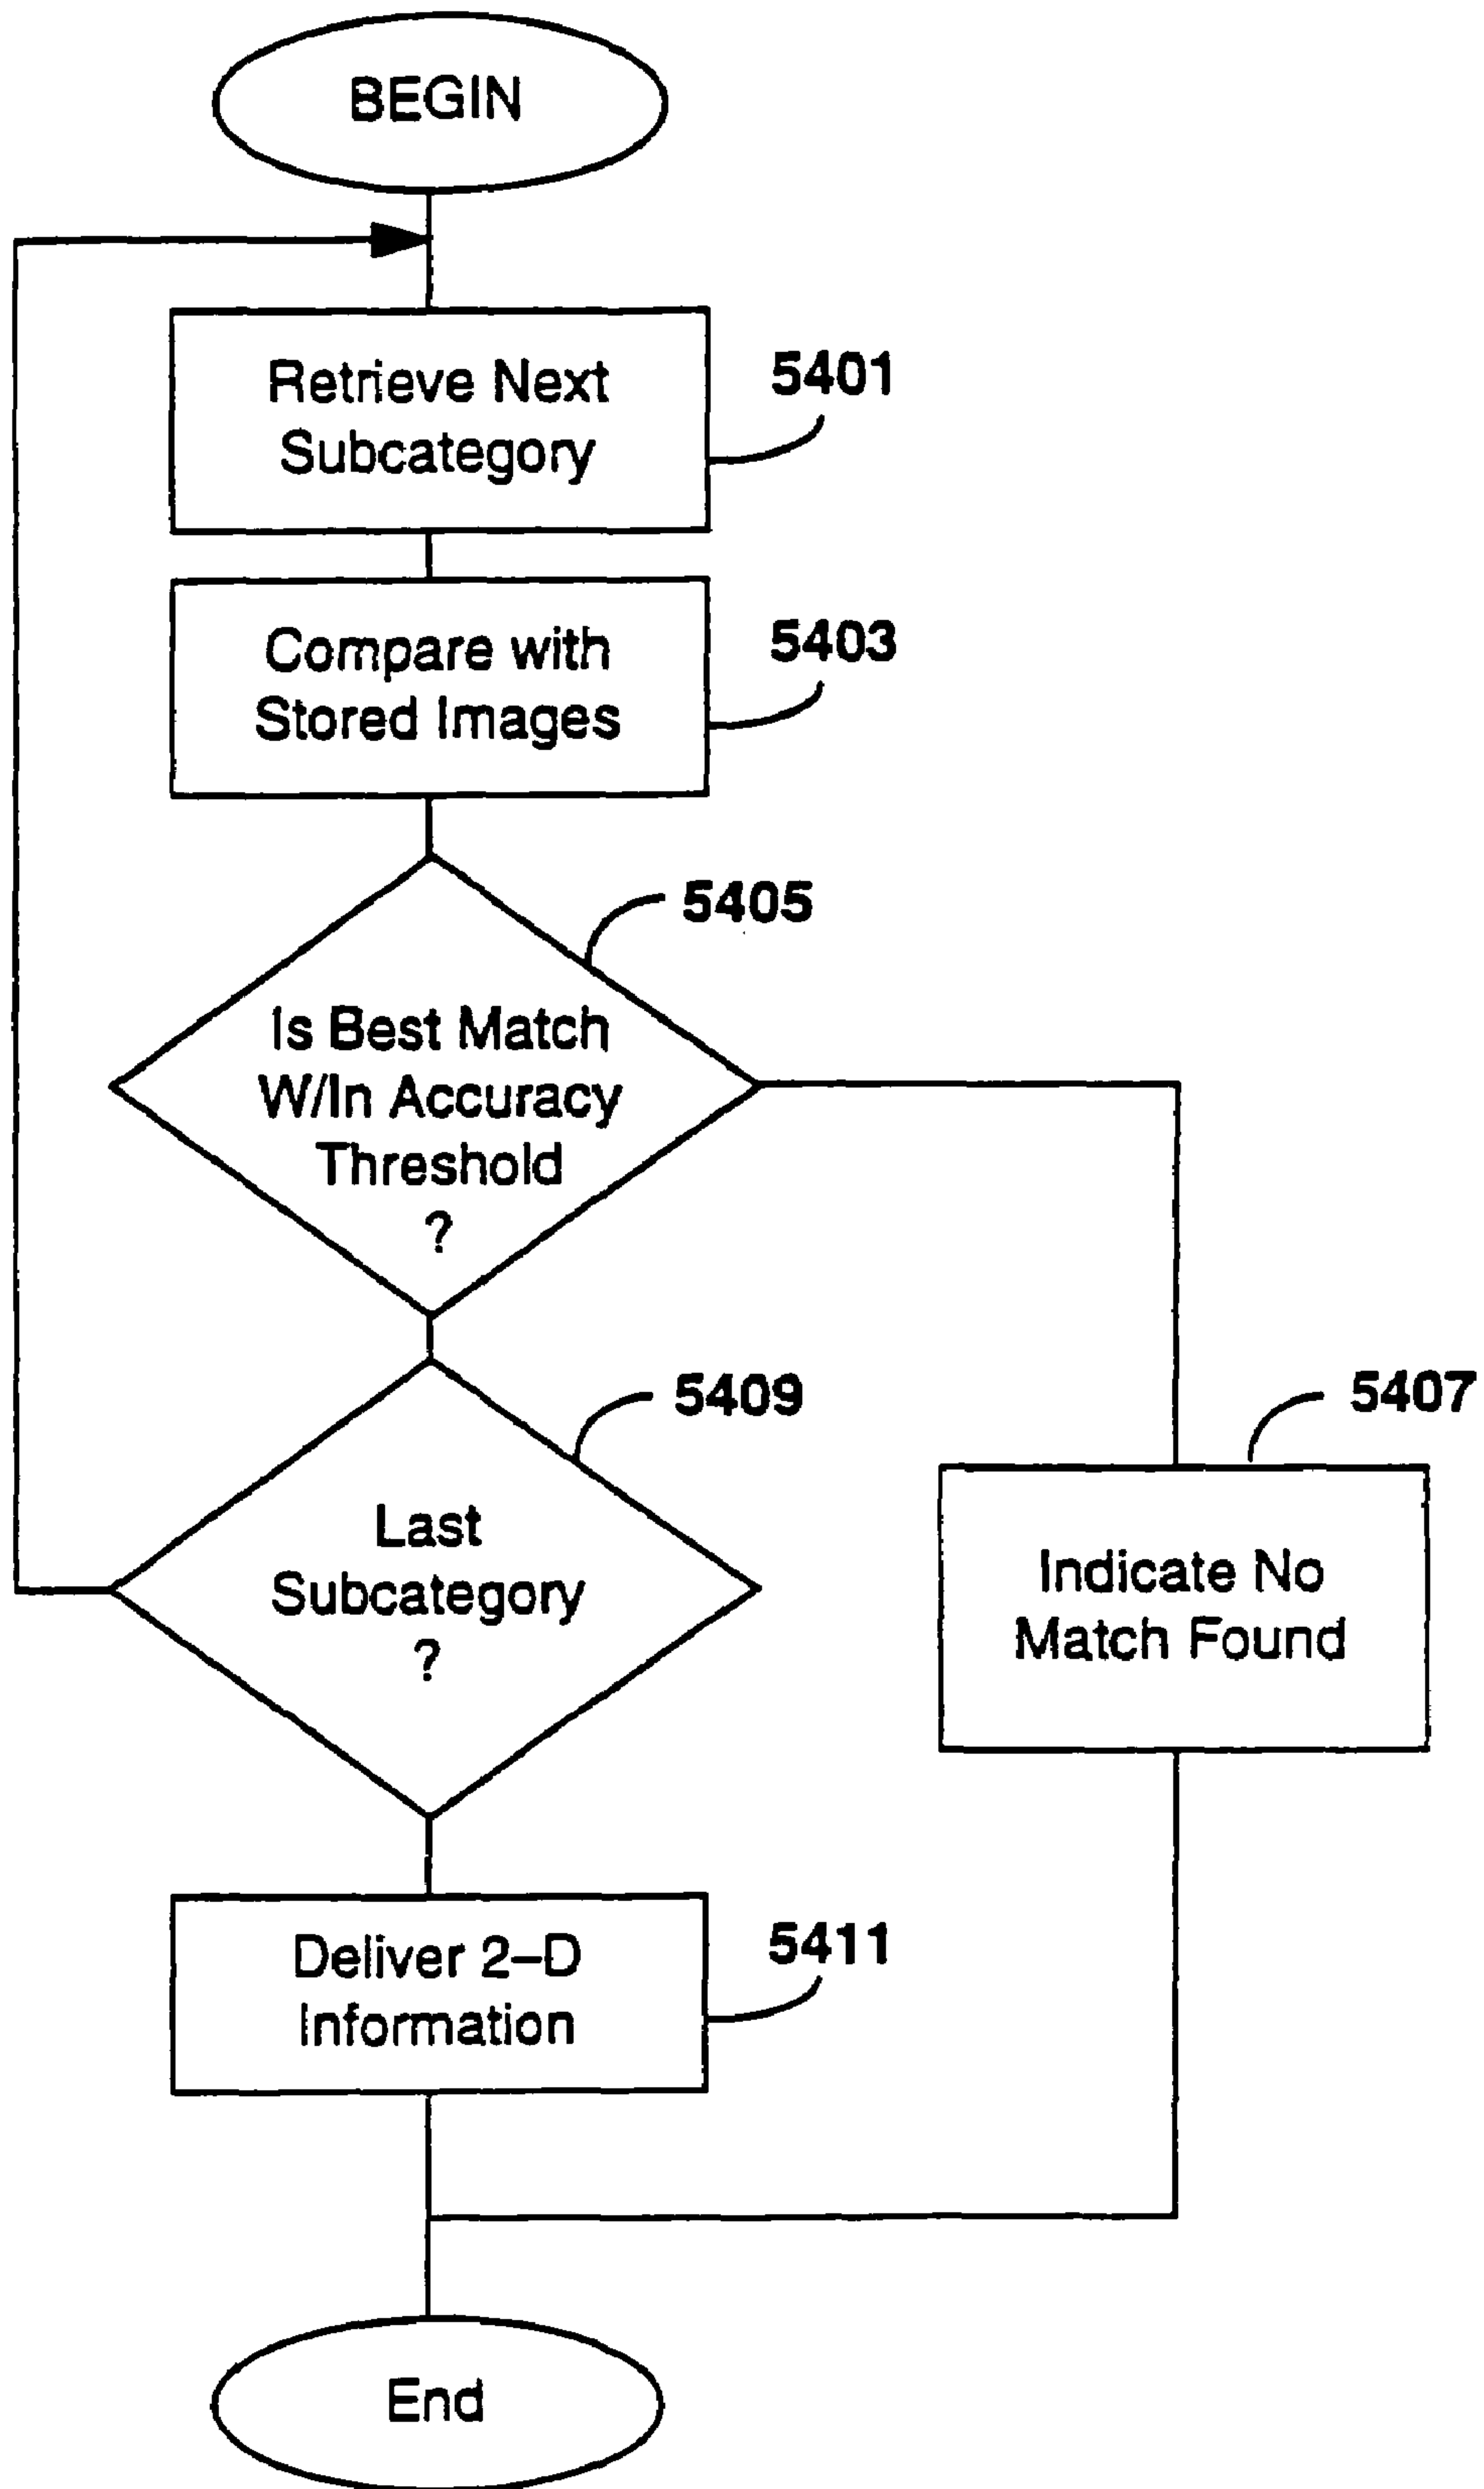 BEGIN
Retrieve Next
Subcategory
5401
Compare with
Stored Images
5403
5405
Is Best Match
W/In Accuracy
Threshold
?
5409
Last
Subcategory
?
5407
Indicate No
Match Found
Deliver 2-D
Information
5411
End